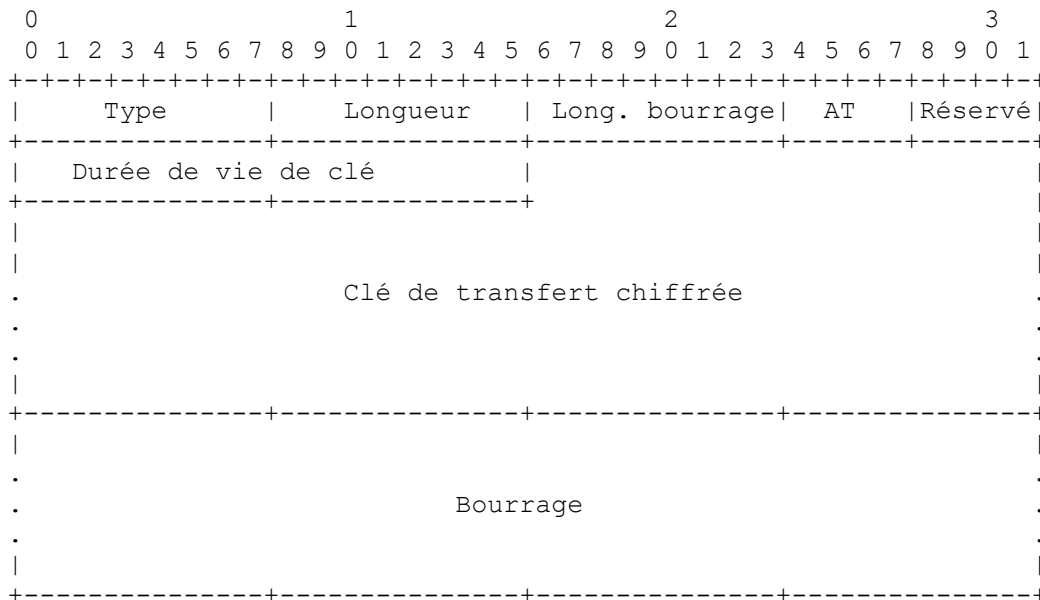 0 1 2 3
0 1 2 3 4 5 6 7 8 9 0 1 2 3 4 5 6 7 8 9 0 1 2 3 4 5 6 7 8 9 0 1
+-+-+-+-+-+-+-+-+-+-+-+-+-+-+-+-+-+-+-+-+-+-+-+-+-+-+-+-+-+-+-+-+
| Type | Longueur | Long. bourrage| AT |Réservé|
+---------------+---------------+---------------+-------+-------+
| Durée de vie de clé | |
+---------------+---------------+ |
| |
| |
. Clé de transfert chiffrée .
. .
. .
| |
+---------------+---------------+---------------+---------------+
| |
. .
. Bourrage .
. .
| |
+---------------+---------------+---------------+---------------+